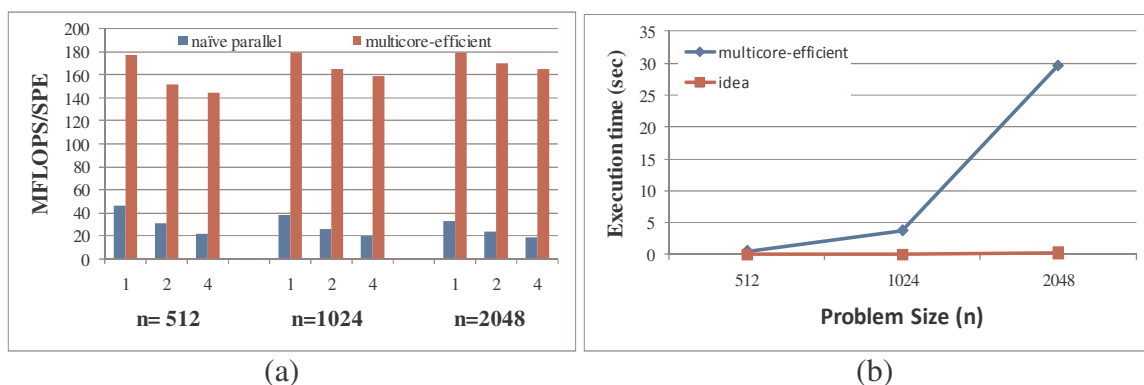 200
180
160
140
120
100
80
60
40
20
0
MFLOPS/SPE
naïve parallel
multicore-efficient
1 2 4 1 2 4 1 2 4
n= 512 n=1024 n=2048
(a)
35
30
25
20
15
10
5
0
Execution time (sec)
multicore-efficient
idea
512 1024 2048
Problem Size (n)
(b)